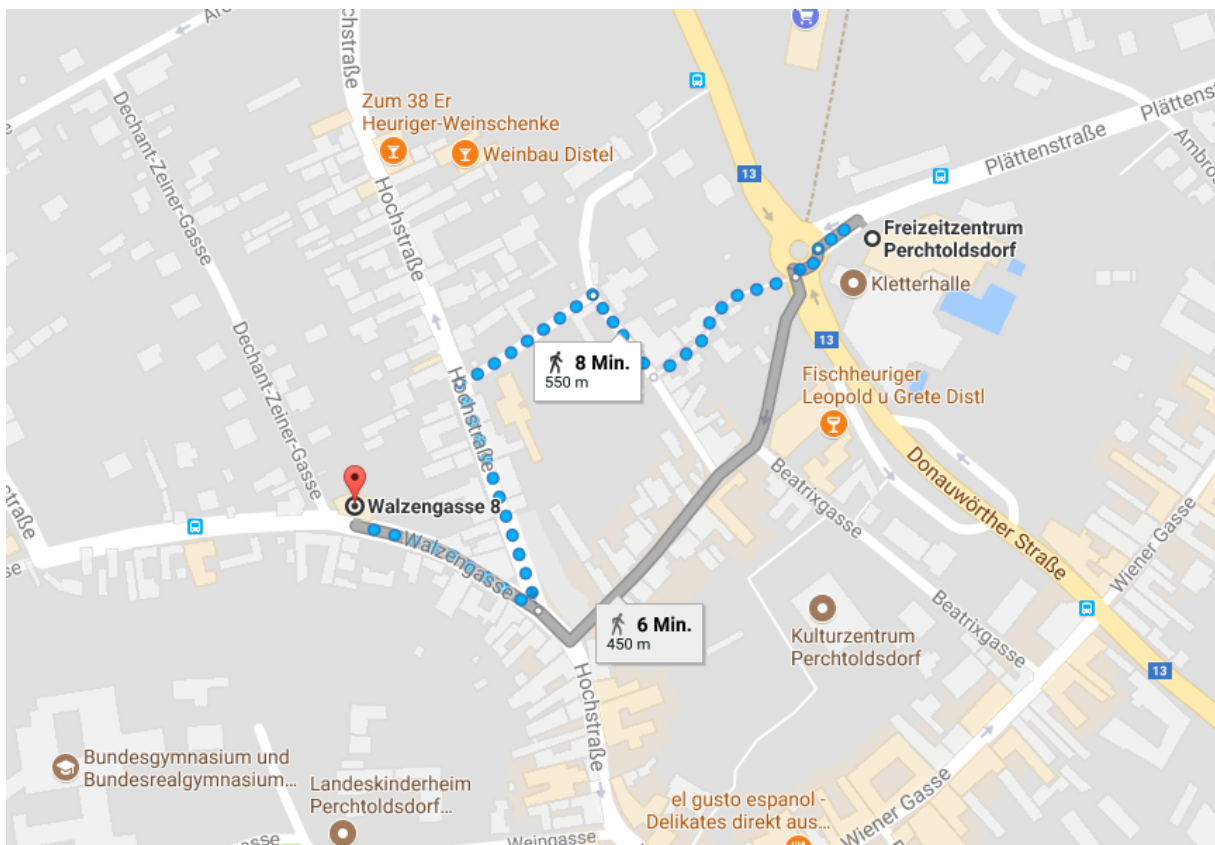 Hochstraße
Zum 38 Er
Heuriger-Weinschenke
Weinbau Distel
Dechant-Zeiner-Gasse
13
Plättenstraße
Plättenst
Ambros
Freizeitzentrum
Perchtoldsdorf
Kletterhalle
Hochstraße
Dechant-Zeiner-Gasse
8 Min.
550 m
13
Fischheuriger
Leopold u Grete Distl
Hochstraße
Walzengasse 8
Beatrixgasse
Donauwörther Straße
Wiener Gasse
Walzengasse
straße
6 Min.
450 m
Kulturzentrum
Perchtoldsdorf
Beatrixgasse
13
Hochstraße
Bundesgymnasium und
Bundesrealgymnasium...
Landeskinderheim
Perchtoldsdorf...
el gusto espanol -
Delikates direkt aus...
Wiener Gasse
Weingasse